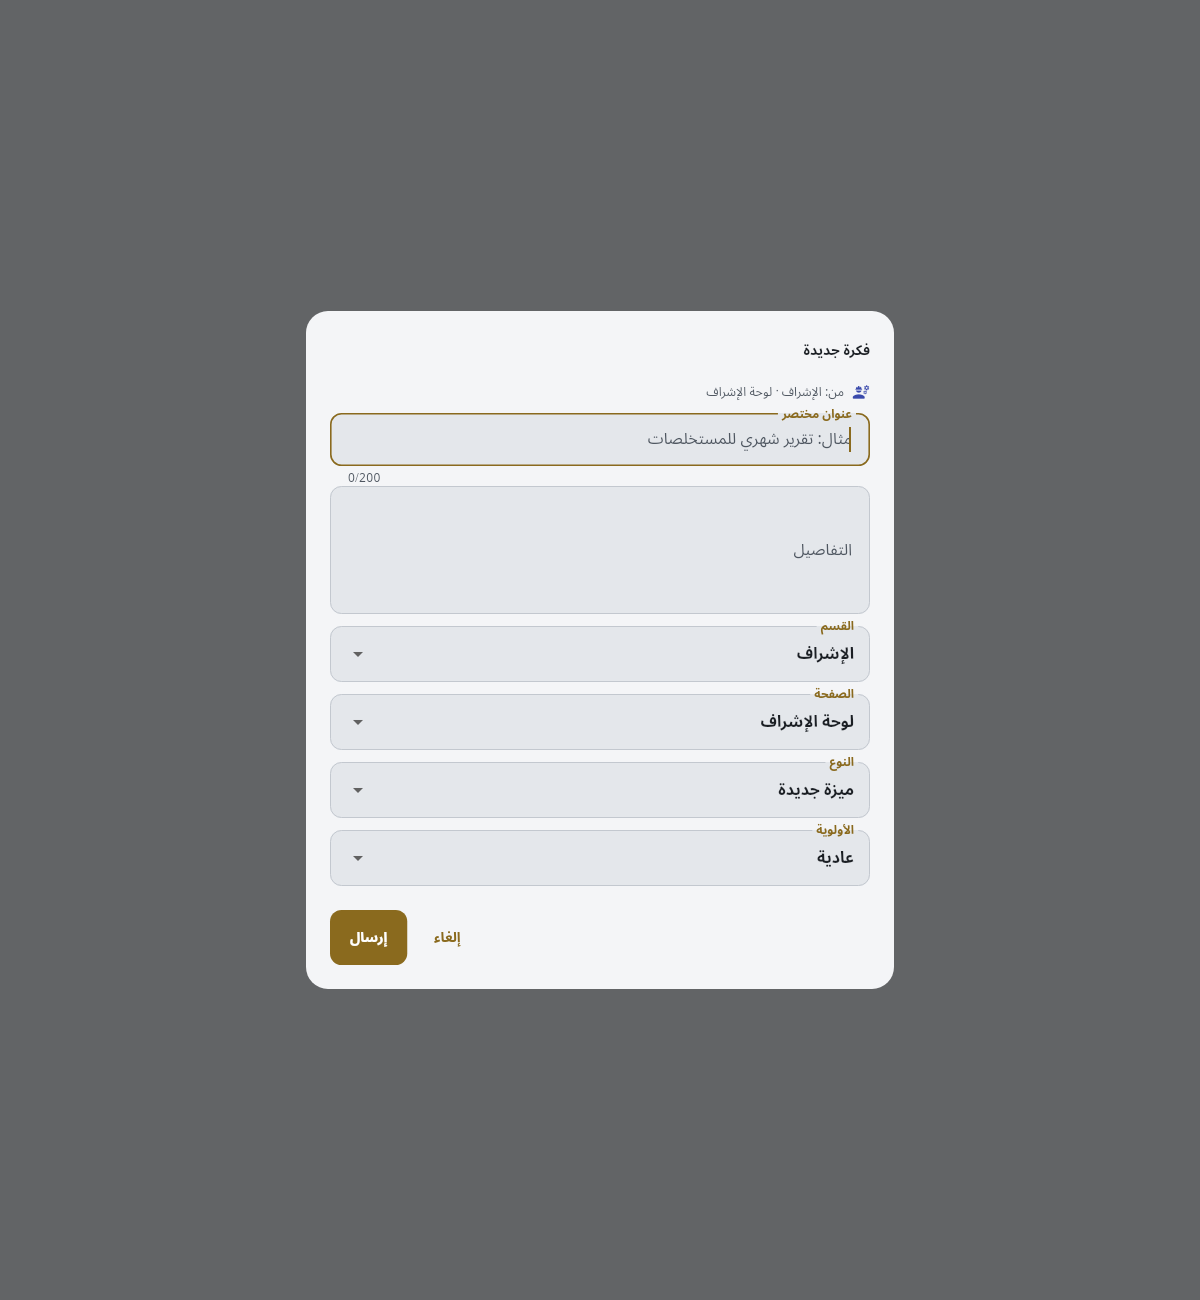 فكرة جديدة
من: الإشراف · لوحة الإشراف
عنوان مختصر
مثال: تقرير شهري للمستخلصات
0/200
التفاصيل
القسم
الإشراف
الصفحة
لوحة الإشراف
النوع
ميزة جديدة
الأولوية
عادية
إلغاء
إرسال